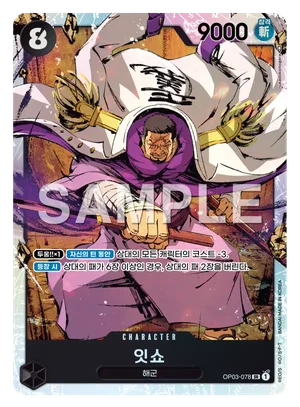 8
9000
참격
斬
SAMPLE
두웅!!×1 자신의 턴 동안 상대의 모든 캐릭터의 코스트 -3.
등장 시 상대의 패가 6장 이상인 경우, 상대의 패 2장을 버린다.
CHARACTER
잇쇼
해군
OP03-078 SR 1